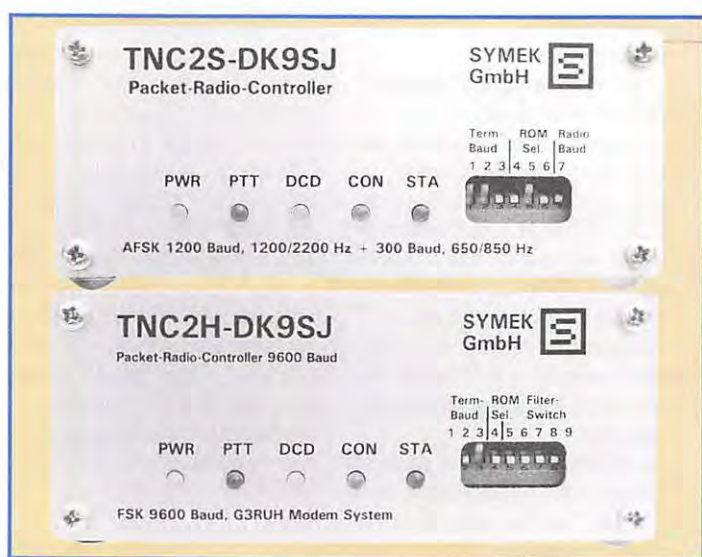 TNC2S-DK9SJ
Packet-Radio-Controller
SYMEK
GmbH
Term- ROM Radio
Baud Sel. Baud
1 2 3 4 5 6 7
PWR PTT DCD CON STA
AFSK 1200 Baud, 1200/2200 Hz + 300 Baud, 650/850 Hz
TNC2H-DK9SJ
Packet-Radio-Controller 9600 Baud
SYMEK
GmbH
Term- ROM Filter-
Baud Sel. Switch
1 2 3 4 5 6 7 8 9
PWR PTT DCD CON STA
FSK 9600 Baud, G3RUH Modem System